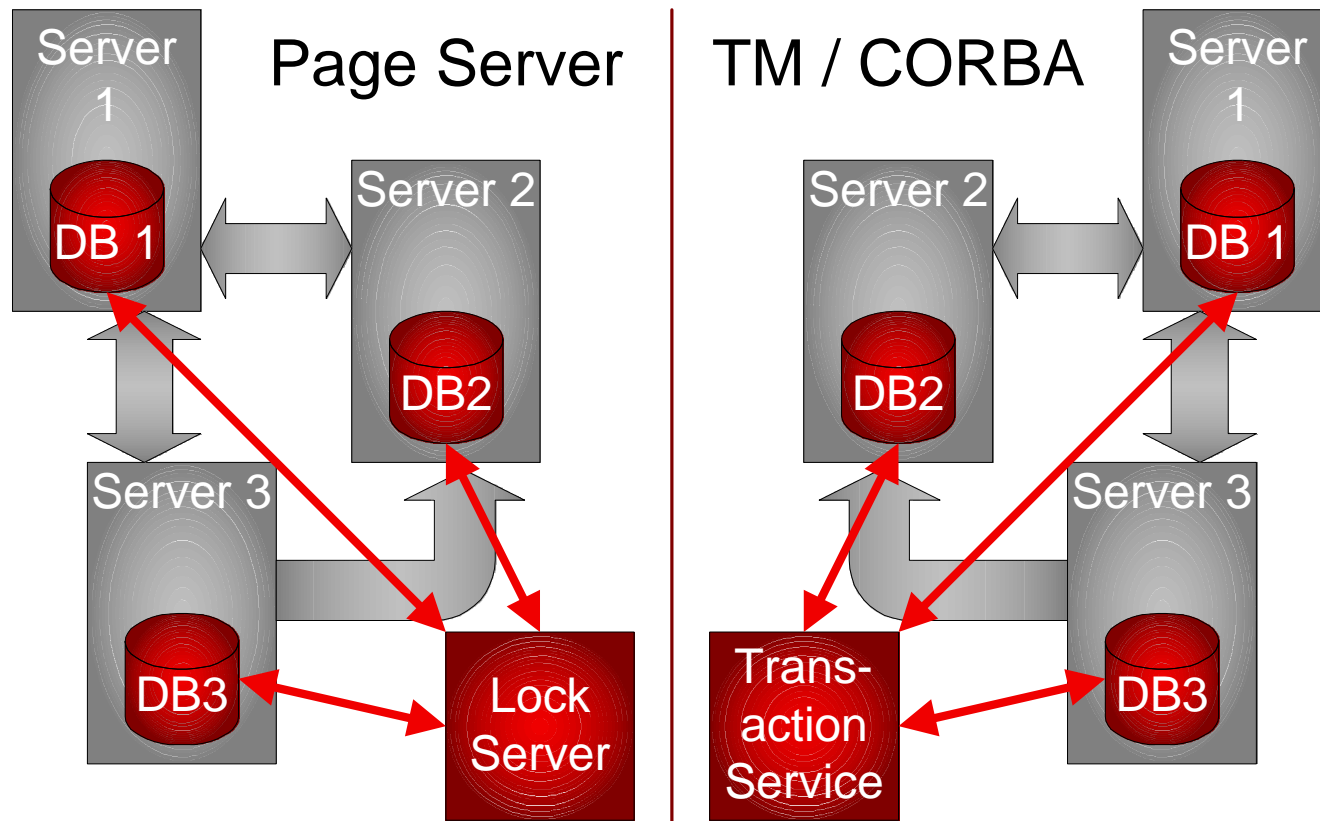 Page Server
Server
1
DB 1
Server 2
DB2
Server 3
DB3
Lock
Server
TM / CORBA
Server
1
DB 1
Server 2
DB2
Server 3
DB3
Trans-
action
Service